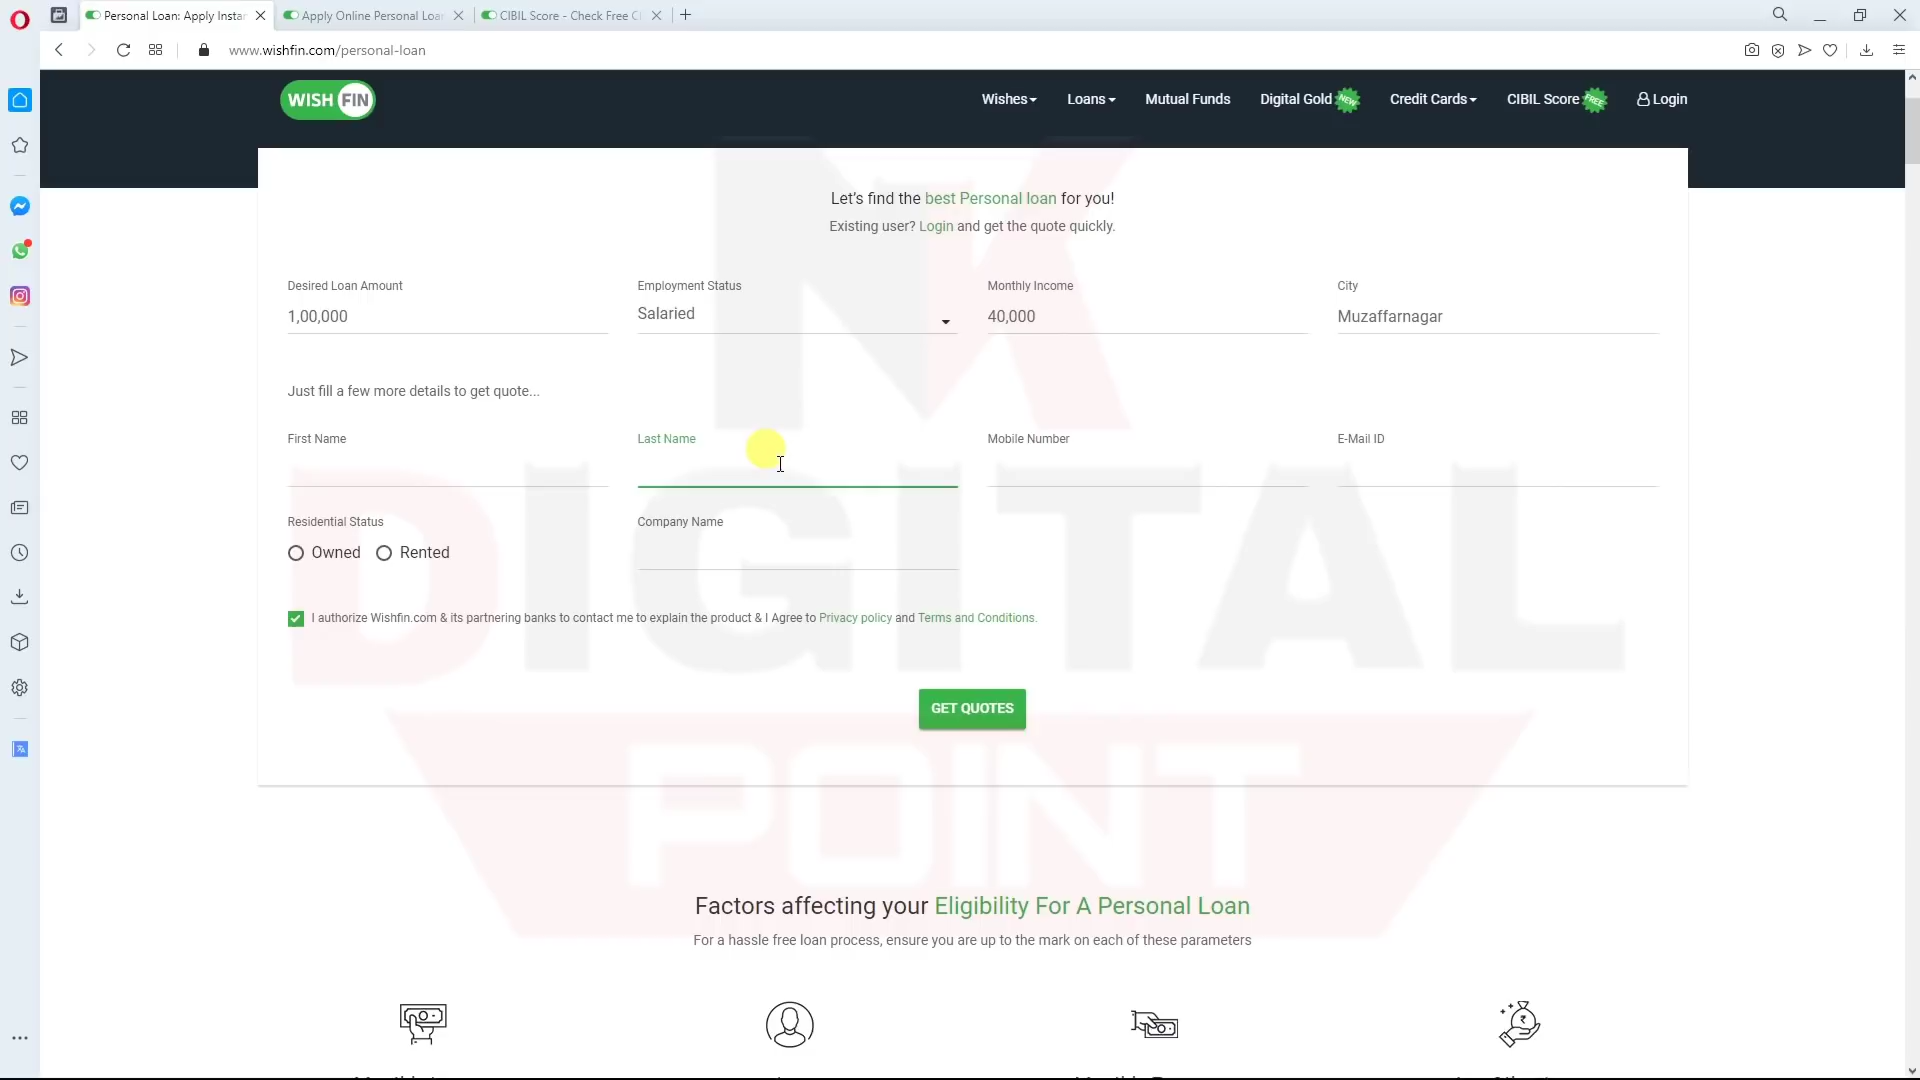 Personal Loan: Apply Instar
Apply Online Personal Loa
CIBIL Score - Check Free C
www.wishfin.com/personal-loan
WISH FIN
Wishes
Loans
Mutual Funds
Digital Gold NEW
Credit Cards
CIBIL Score FREE
Login
Let's find the best Personal loan for you!
Existing user? Login and get the quote quickly.
Desired Loan Amount
Employment Status
Monthly Income
City
1,00,000
Salaried
40,000
Muzaffarnagar
Just fill a few more details to get quote...
First Name
Last Name
Mobile Number
E-Mail ID
Residential Status
Company Name
Owned
Rented
I authorize Wishfin.com & its partnering banks to contact me to explain the product & I Agree to Privacy policy and Terms and Conditions.
GET QUOTES
NK
DIGITAL
POINT
Factors affecting your Eligibility For A Personal Loan
For a hassle free loan process, ensure you are up to the mark on each of these parameters